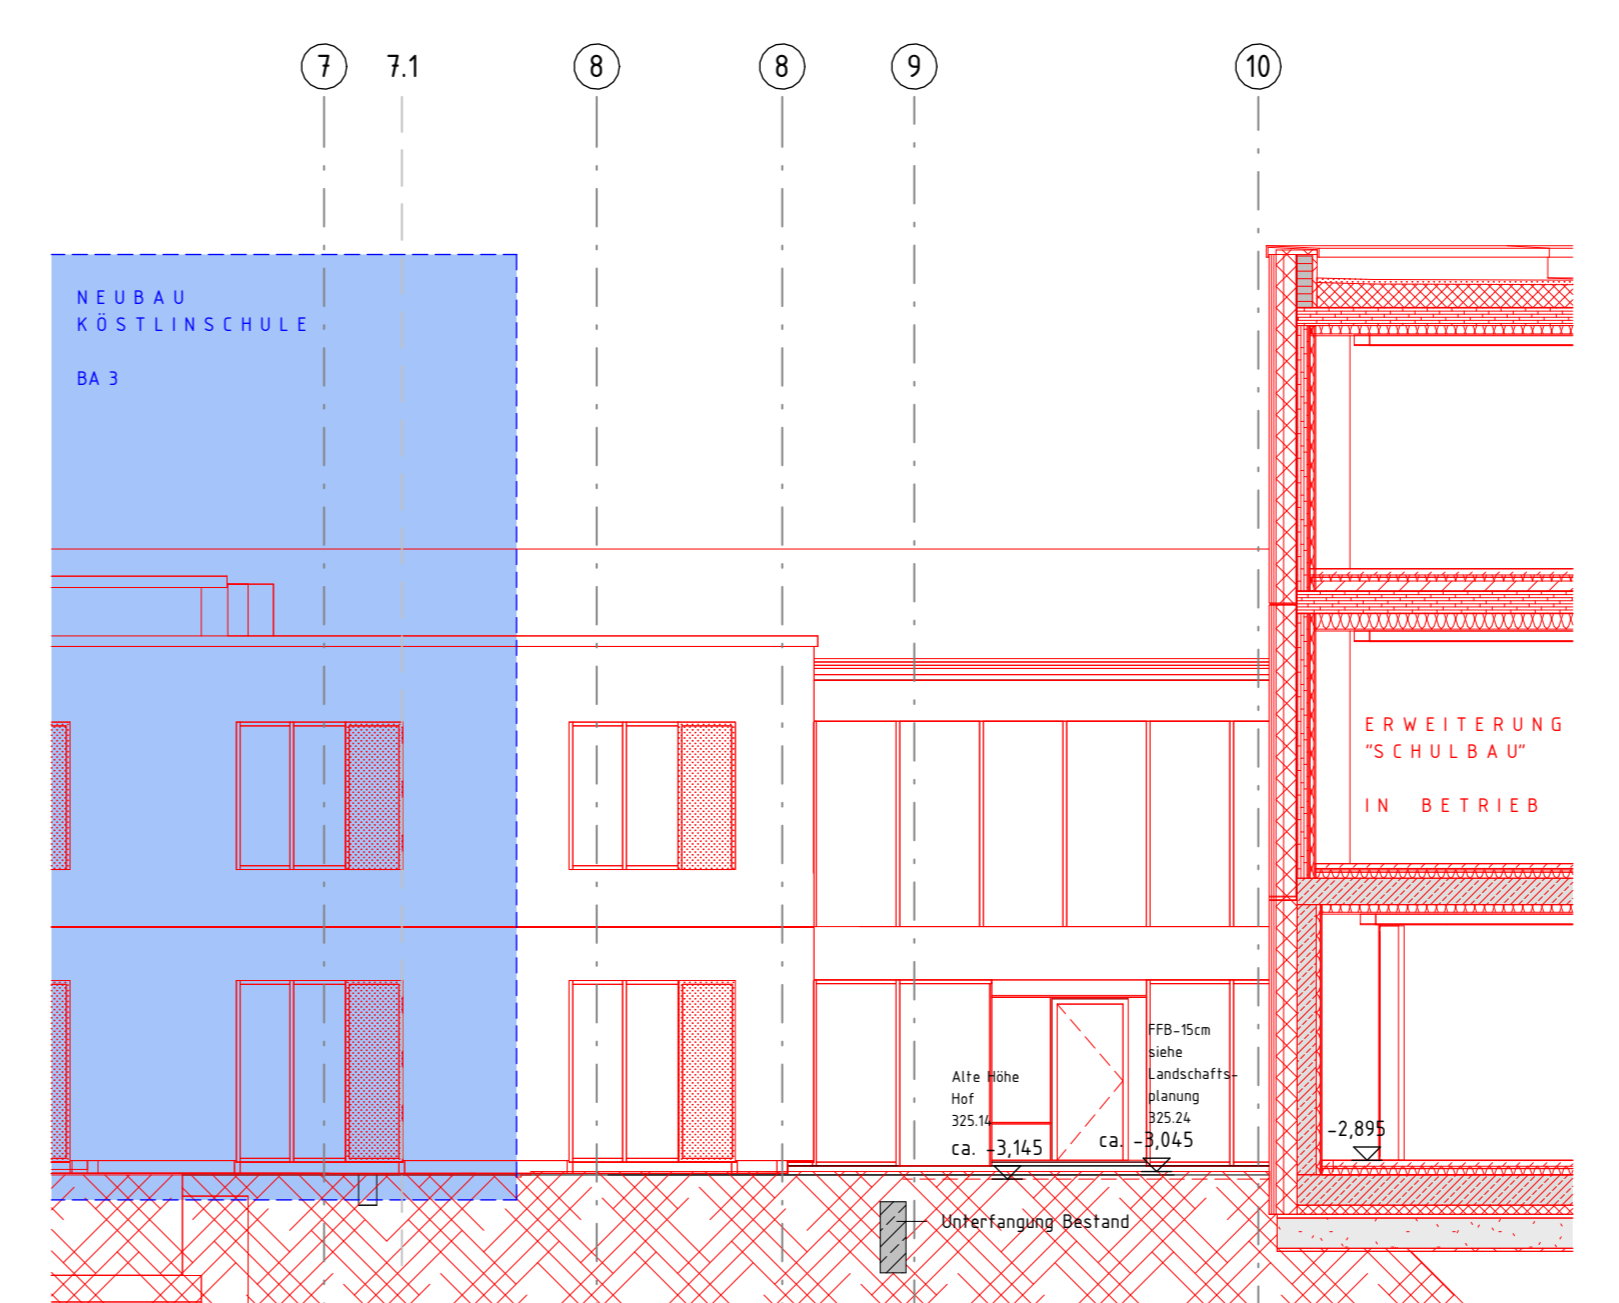 7 7.1 8 8 9 10
NEUBAU
KÖSTLINSCHULE
BA 3
ERWEITERUNG
"SCHULBAU"
IN BETRIEB
FFB-15cm
siehe
Landschafts-
planung
325.24
ca. -3,045
Alte Höhe
Hof
325.14
ca. -3,145
-2,895
Unterfangung Bestand